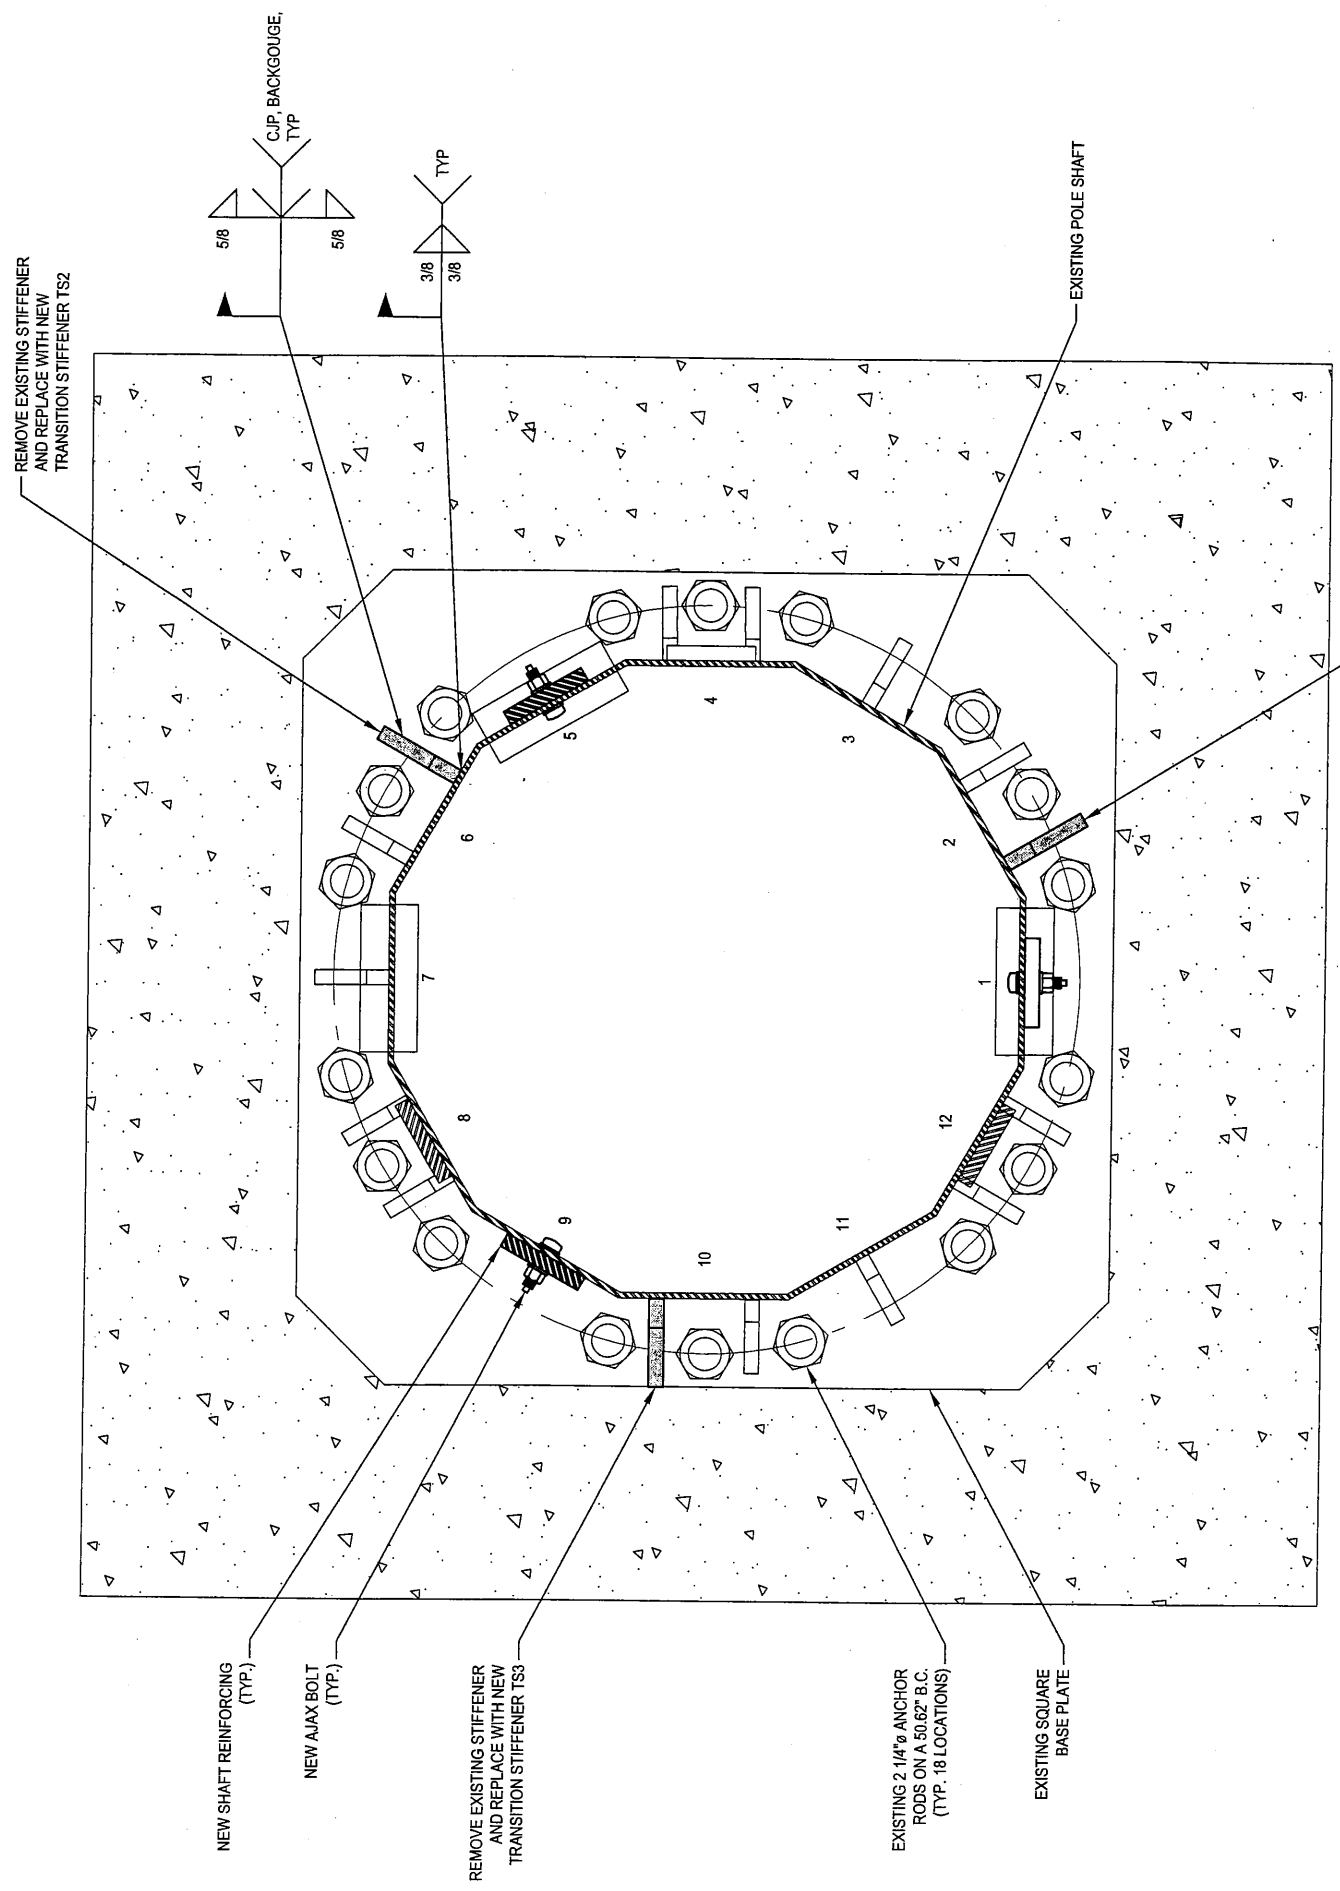 REMOVE EXISTING STIFFENER
AND REPLACE WITH NEW
TRANSITION STIFFENER TS2
5/8
5/8
CJP, BACKGOUGE,
TYP
3/8
3/8
TYP
EXISTING POLE SHAFT
1
2
3
4
5
6
7
8
9
10
11
12
NEW SHAFT REINFORCING
(TYP.)
NEW AJAX BOLT
(TYP.)
REMOVE EXISTING STIFFENER
AND REPLACE WITH NEW
TRANSITION STIFFENER TS3
EXISTING 2 1/4"ø ANCHOR
RODS ON A 50.62" B.C.
(TYP. 18 LOCATIONS)
EXISTING SQUARE
BASE PLATE